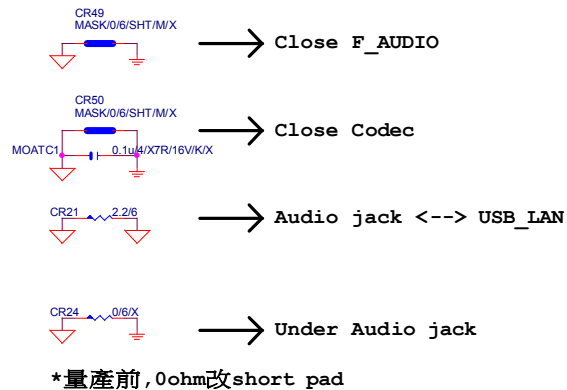 CR49
MASK/0/6/SHT/M/X
Close F_AUDIO
CR50
MASK/0/6/SHT/M/X
Close Codec
MOATC1 0.1u/4/X7R/16V/K/X
CR21 2.2/6
Audio jack <--> USB_LAN
CR24 0/6/X
Under Audio jack
*量產前,0ohm改short pad